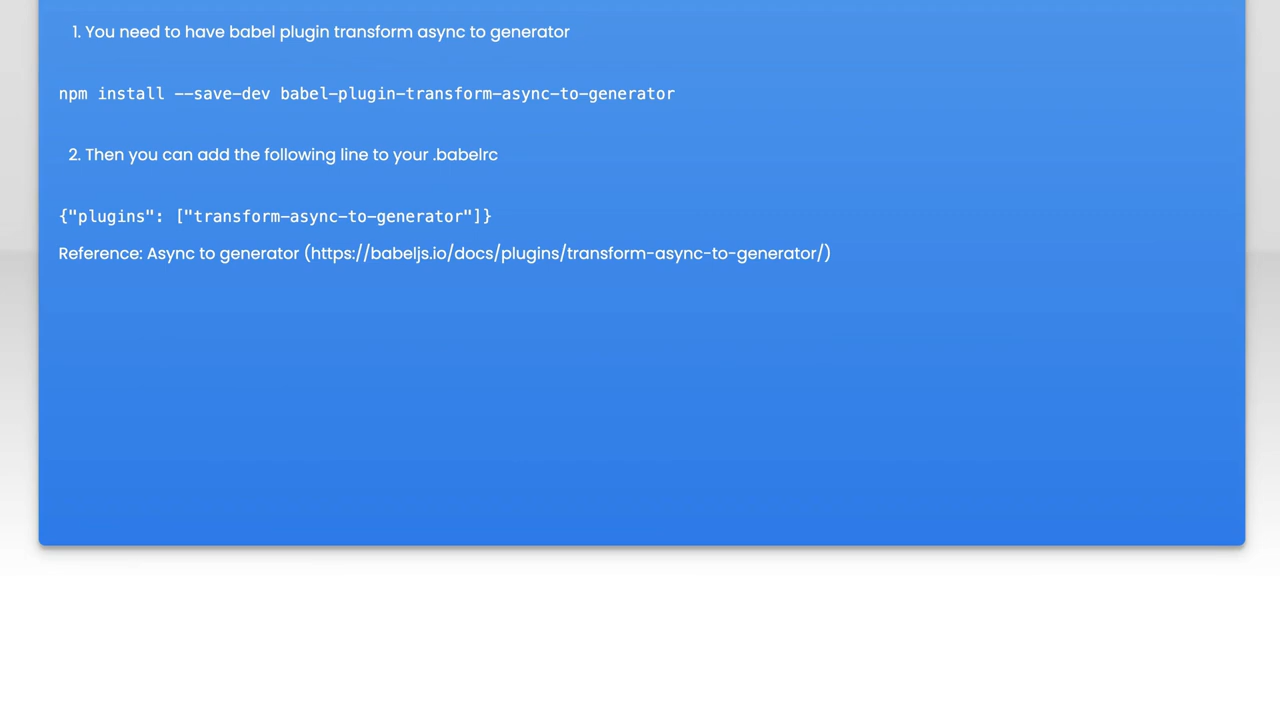 1. You need to have babel plugin transform async to generator
npm install --save-dev babel-plugin-transform-async-to-generator
2. Then you can add the following line to your .babelrc
{"plugins": ["transform-async-to-generator"]}
Reference: Async to generator (https://babeljs.io/docs/plugins/transform-async-to-generator/)